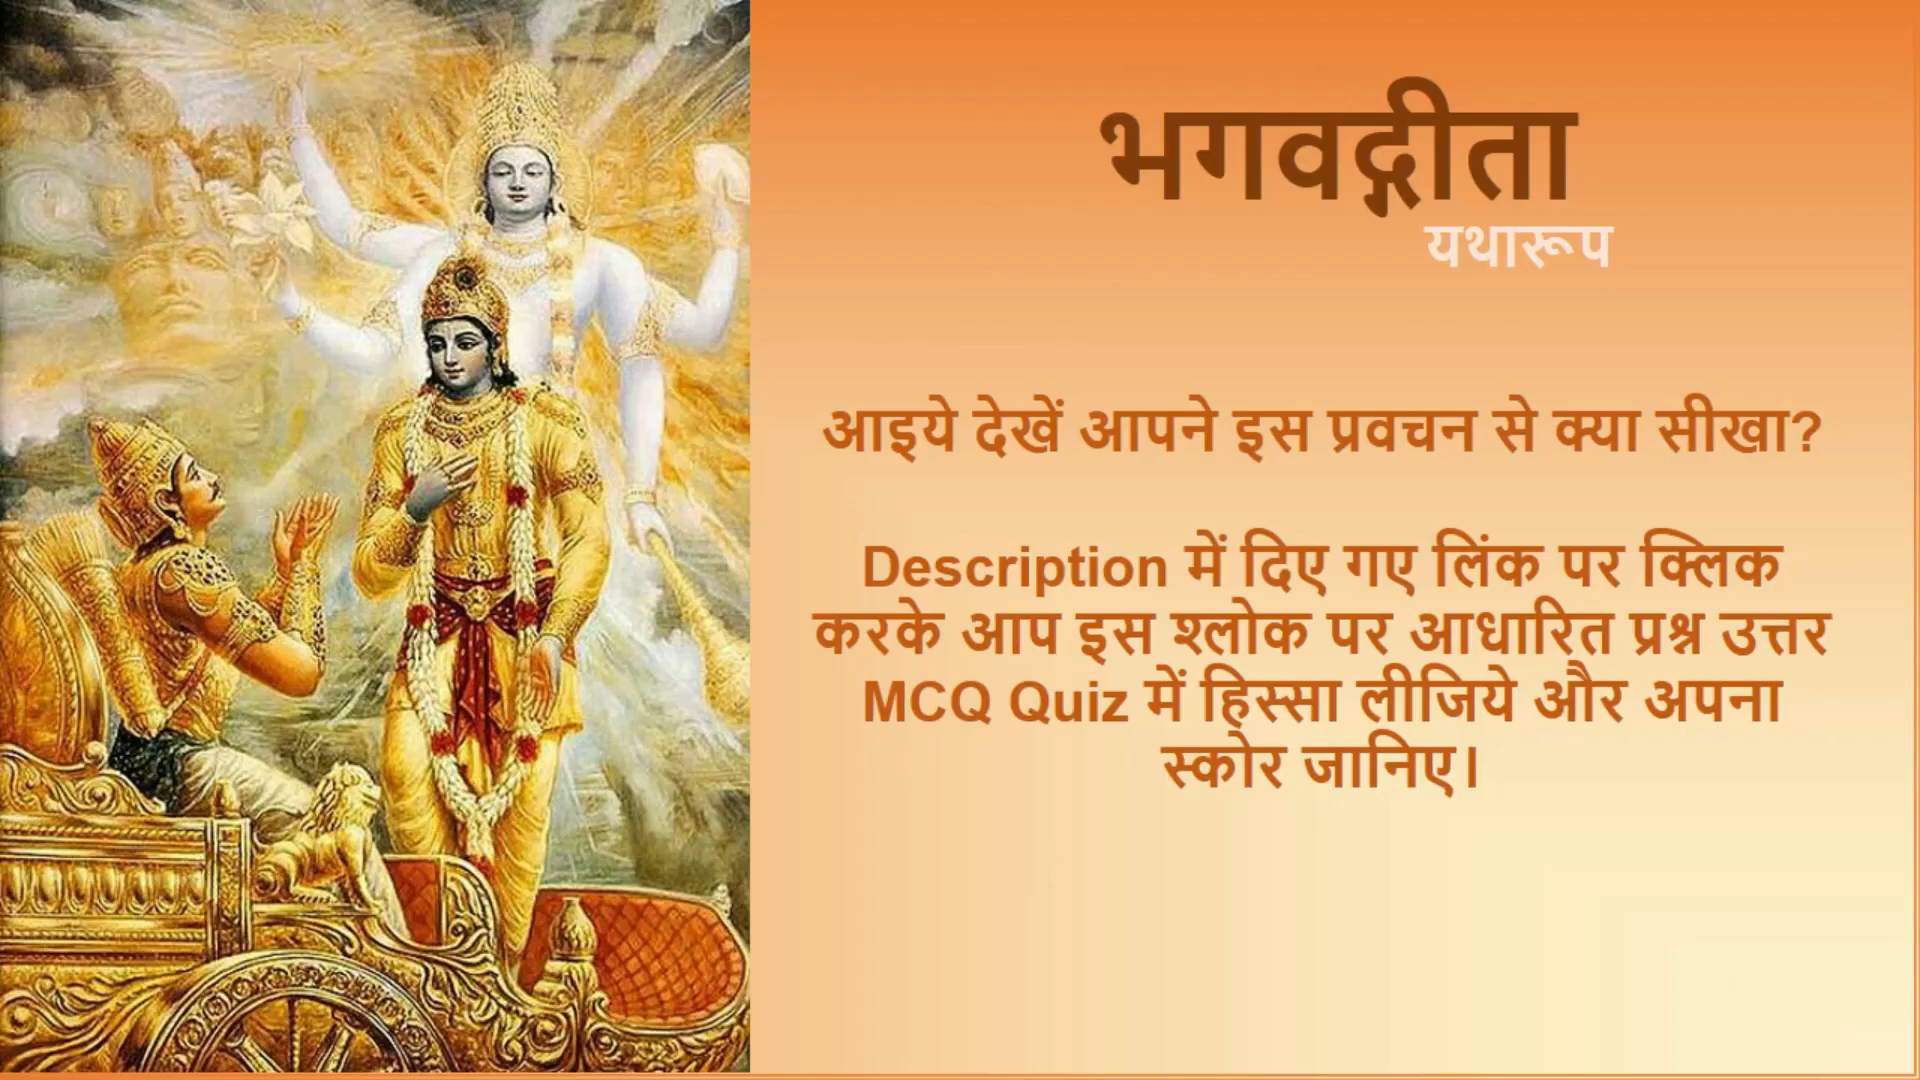 भगवद्गीता
यथारूप
आइये देखें आपने इस प्रवचन से क्या सीखा?
Description में दिए गए लिंक पर क्लिक
करके आप इस श्लोक पर आधारित प्रश्न उत्तर
MCQ Quiz में हिस्सा लीजिये और अपना
स्कोर जानिए।